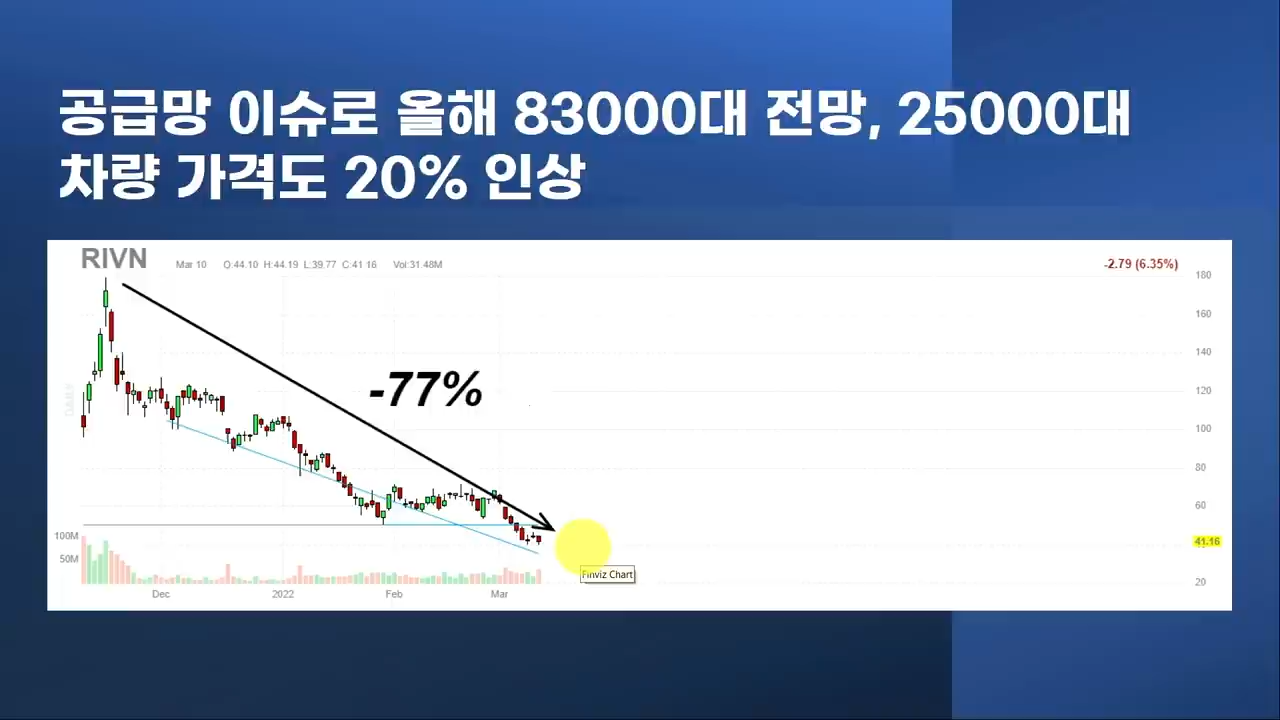 공급망 이슈로 올해 83000대 전망, 25000대
차량 가격도 20% 인상
RIVN
Mar 10 O:44.10 H:44.19 L:39.77 C:41.16 Vol:31.48M
-2.79 (6.35%)
180
160
140
-77%
120
DAILY
100
80
60
100M
41.16
50M
Finviz Chart
20
Dec 2022 Feb Mar